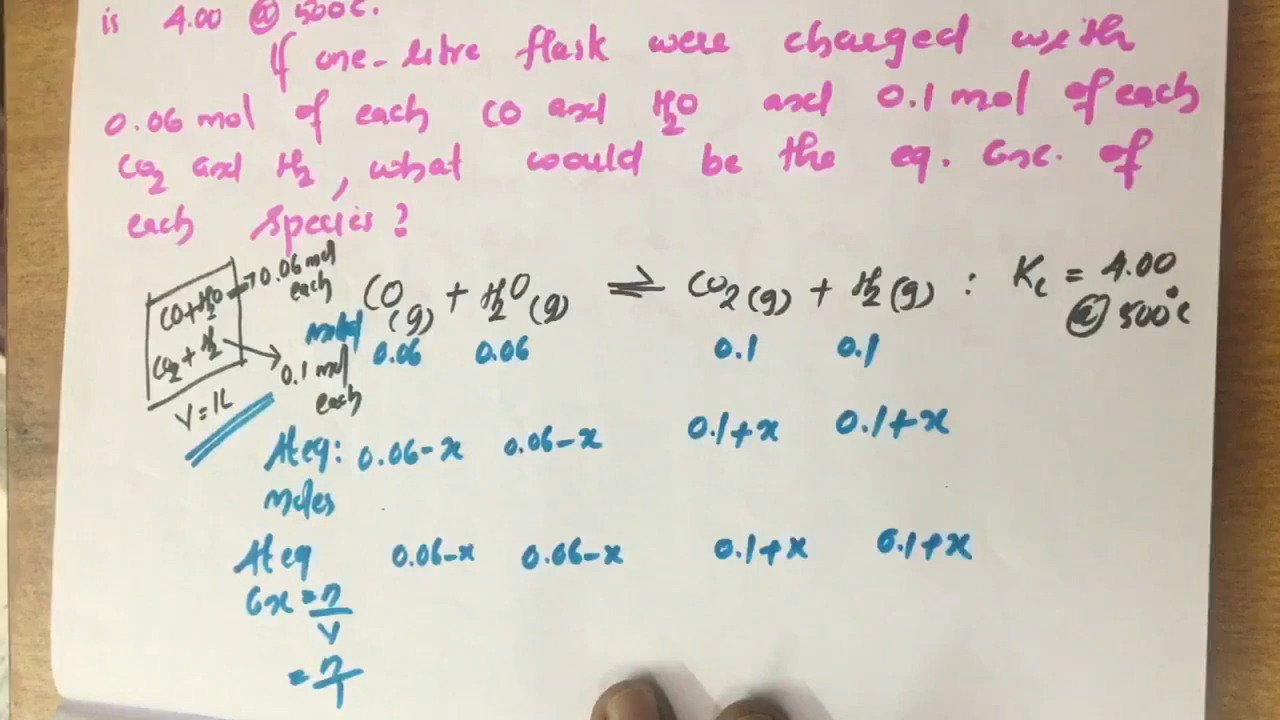 is 4.00 @ 500c.
If one-litre flask were charged with
0.06 mol of each CO and H₂O and 0.1 mol of each
CO₂ and H₂, what would be the eq. Conc. of
each species?
CO+H₂O → 0.06 mol each
CO₂+H₂ → 0.1 mol each
V=1L
CO(g) + H₂O(g) ⇌ CO₂(g) + H₂(g) : Kc = 4.00
@ 500°C
0.06 0.06 0.1 0.1
At eq: 0.06-x 0.06-x 0.1+x 0.1+x
moles
At eq 0.06-x 0.06-x 0.1+x 0.1+x
= n/V
= n/1